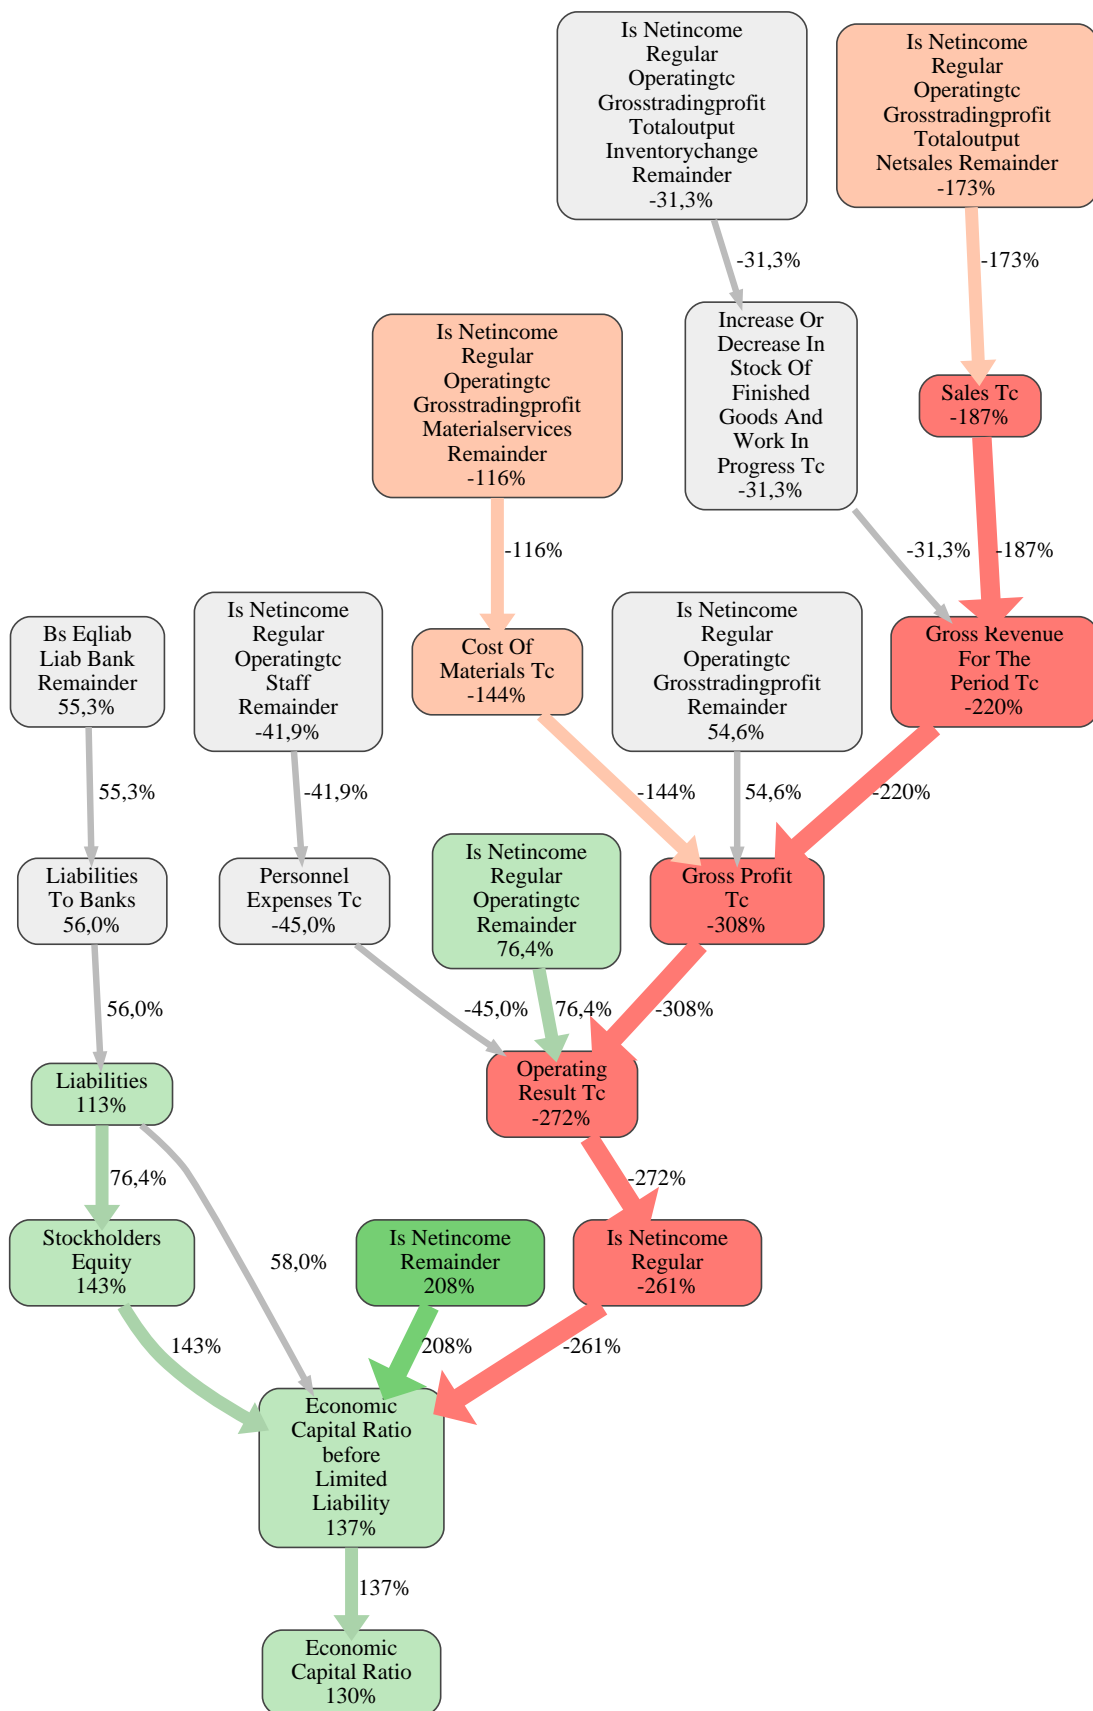 Is Netincome
Regular
Operatingtc
Grosstradingprofit
Totaloutput
Inventorychange
Remainder
-31,3%
Is Netincome
Regular
Operatingtc
Grosstradingprofit
Totaloutput
Netsales Remainder
-173%
-31,3%
-173%
Is Netincome
Regular
Operatingtc
Grosstradingprofit
Materialservices
Remainder
-116%
Increase Or
Decrease In
Stock Of
Finished
Goods And
Work In
Progress Tc
-31,3%
Sales Tc
-187%
-116%
-31,3%
-187%
Bs Eqliab
Liab Bank
Remainder
55,3%
Is Netincome
Regular
Operatingtc
Staff
Remainder
-41,9%
Cost Of
Materials Tc
-144%
Is Netincome
Regular
Operatingtc
Grosstradingprofit
Remainder
54,6%
Gross Revenue
For The
Period Tc
-220%
55,3%
-41,9%
-144%
54,6%
-220%
Liabilities
To Banks
56,0%
Personnel
Expenses Tc
-45,0%
Is Netincome
Regular
Operatingtc
Remainder
76,4%
Gross Profit
Tc
-308%
56,0%
-45,0%
76,4%
-308%
Liabilities
113%
Operating
Result Tc
-272%
76,4%
-272%
Stockholders
Equity
143%
58,0%
Is Netincome
Remainder
208%
Is Netincome
Regular
-261%
143%
208%
-261%
Economic
Capital Ratio
before
Limited
Liability
137%
137%
Economic
Capital Ratio
130%